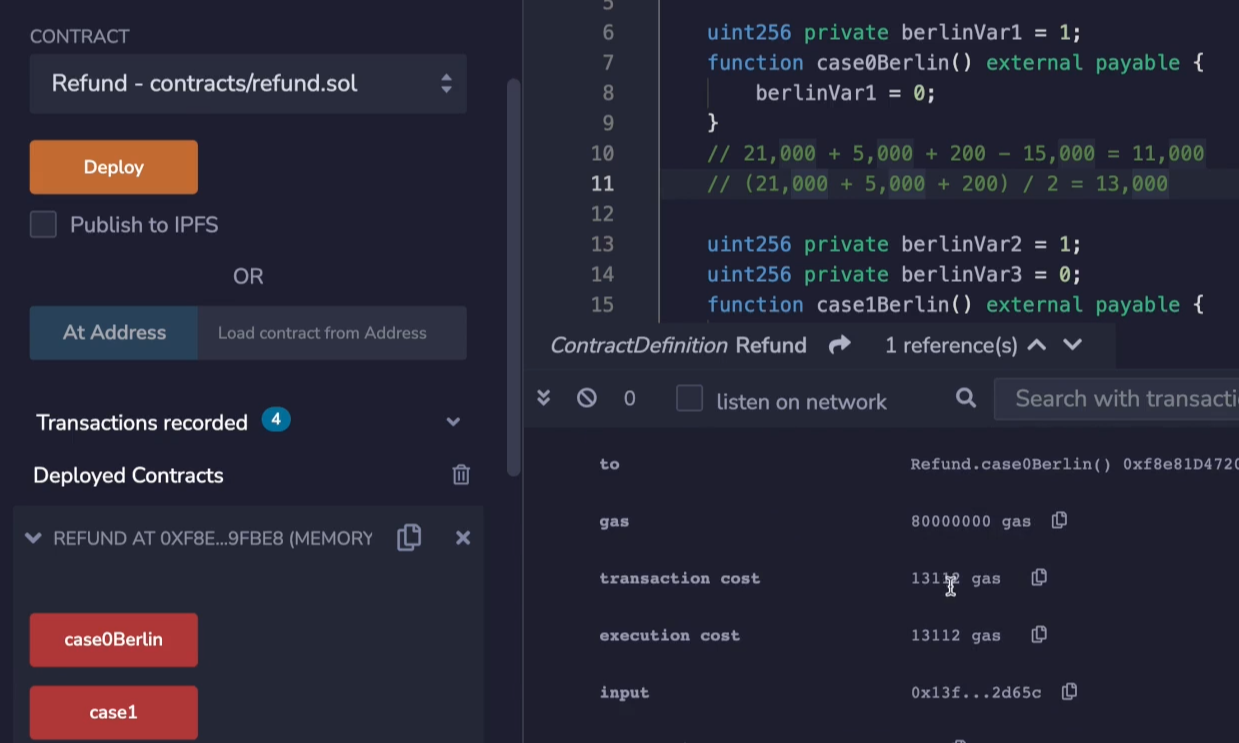 CONTRACT
Refund - contracts/refund.sol
Deploy
Publish to IPFS
OR
At Address
Load contract from Address
Transactions recorded 4
Deployed Contracts
REFUND AT 0XF8E...9FBE8 (MEMORY
case0Berlin
case1
5
6 uint256 private berlinVar1 = 1;
7 function case0Berlin() external payable {
8 berlinVar1 = 0;
9 }
10 // 21,000 + 5,000 + 200 - 15,000 = 11,000
11 // (21,000 + 5,000 + 200) / 2 = 13,000
12
13 uint256 private berlinVar2 = 1;
14 uint256 private berlinVar3 = 0;
15 function case1Berlin() external payable {
ContractDefinition Refund 1 reference(s)
0 listen on network Search with transacti
to Refund.case0Berlin() 0xf8e81D4720
gas 80000000 gas
transaction cost 13112 gas
execution cost 13112 gas
input 0x13f...2d65c